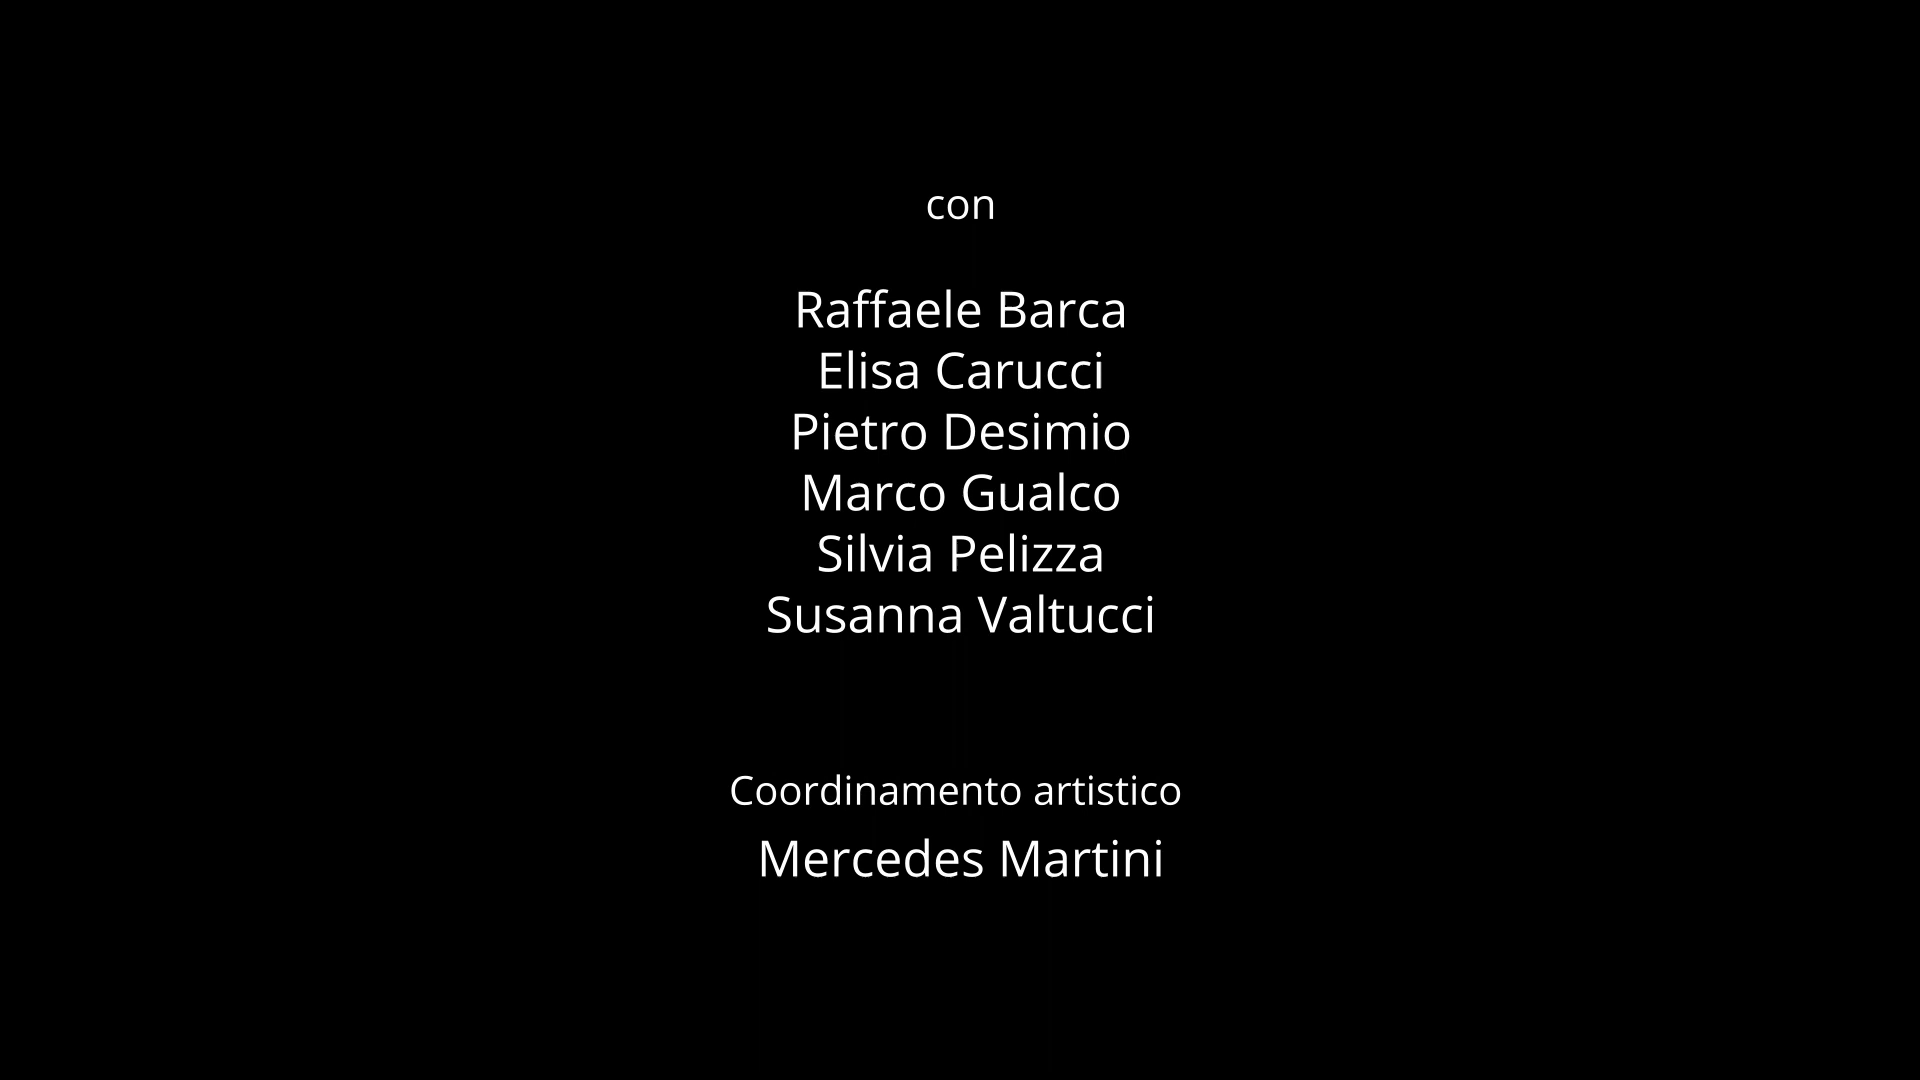 con
Raffaele Barca
Elisa Carucci
Pietro Desimio
Marco Gualco
Silvia Pelizza
Susanna Valtucci
Coordinamento artistico
Mercedes Martini